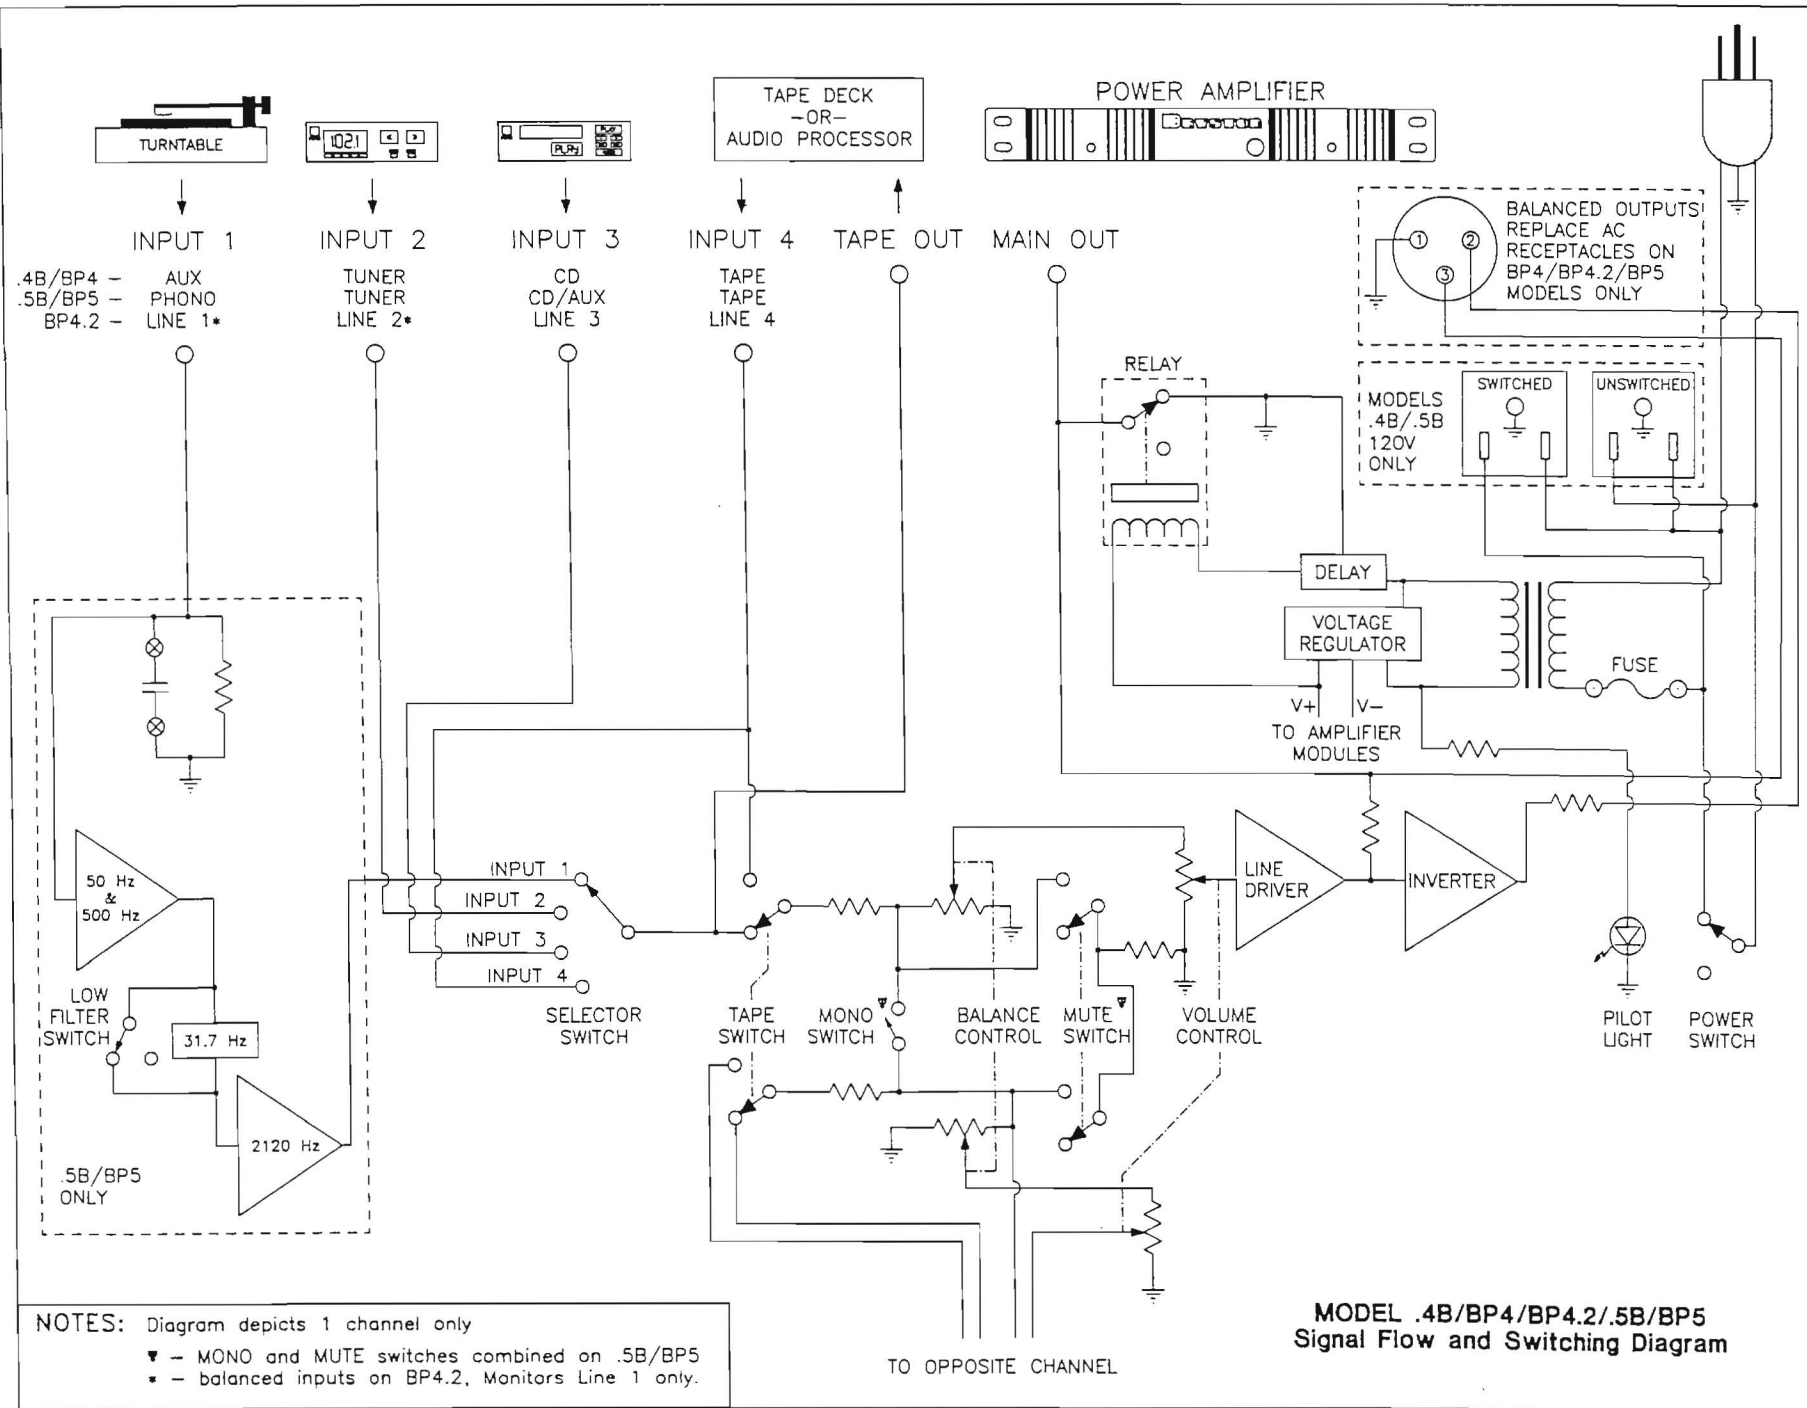 TURNTABLE
102.1
PLAY
PLAY
TAPE DECK
-OR-
AUDIO PROCESSOR
POWER AMPLIFIER
BRYSTON
INPUT 1
INPUT 2
INPUT 3
INPUT 4
TAPE OUT
MAIN OUT
.4B/BP4 - AUX TUNER CD TAPE
.5B/BP5 - PHONO TUNER CD/AUX TAPE
BP4.2 - LINE 1* LINE 2* LINE 3 LINE 4
1
2
3
BALANCED OUTPUTS
REPLACE AC
RECEPTACLES ON
BP4/BP4.2/BP5
MODELS ONLY
RELAY
MODELS
.4B/.5B
120V
ONLY
SWITCHED
UNSWITCHED
DELAY
VOLTAGE
REGULATOR
FUSE
V+
V-
TO AMPLIFIER
MODULES
50 Hz
&
500 Hz
LOW
FILTER
SWITCH
31.7 Hz
2120 Hz
.5B/BP5
ONLY
INPUT 1
INPUT 2
INPUT 3
INPUT 4
SELECTOR
SWITCH
TAPE
SWITCH
MONO
SWITCH
BALANCE
CONTROL
MUTE
SWITCH
VOLUME
CONTROL
LINE
DRIVER
INVERTER
PILOT
LIGHT
POWER
SWITCH
TO OPPOSITE CHANNEL
NOTES: Diagram depicts 1 channel only
▼ - MONO and MUTE switches combined on .5B/BP5
* - balanced inputs on BP4.2, Monitors Line 1 only.
MODEL .4B/BP4/BP4.2/.5B/BP5
Signal Flow and Switching Diagram